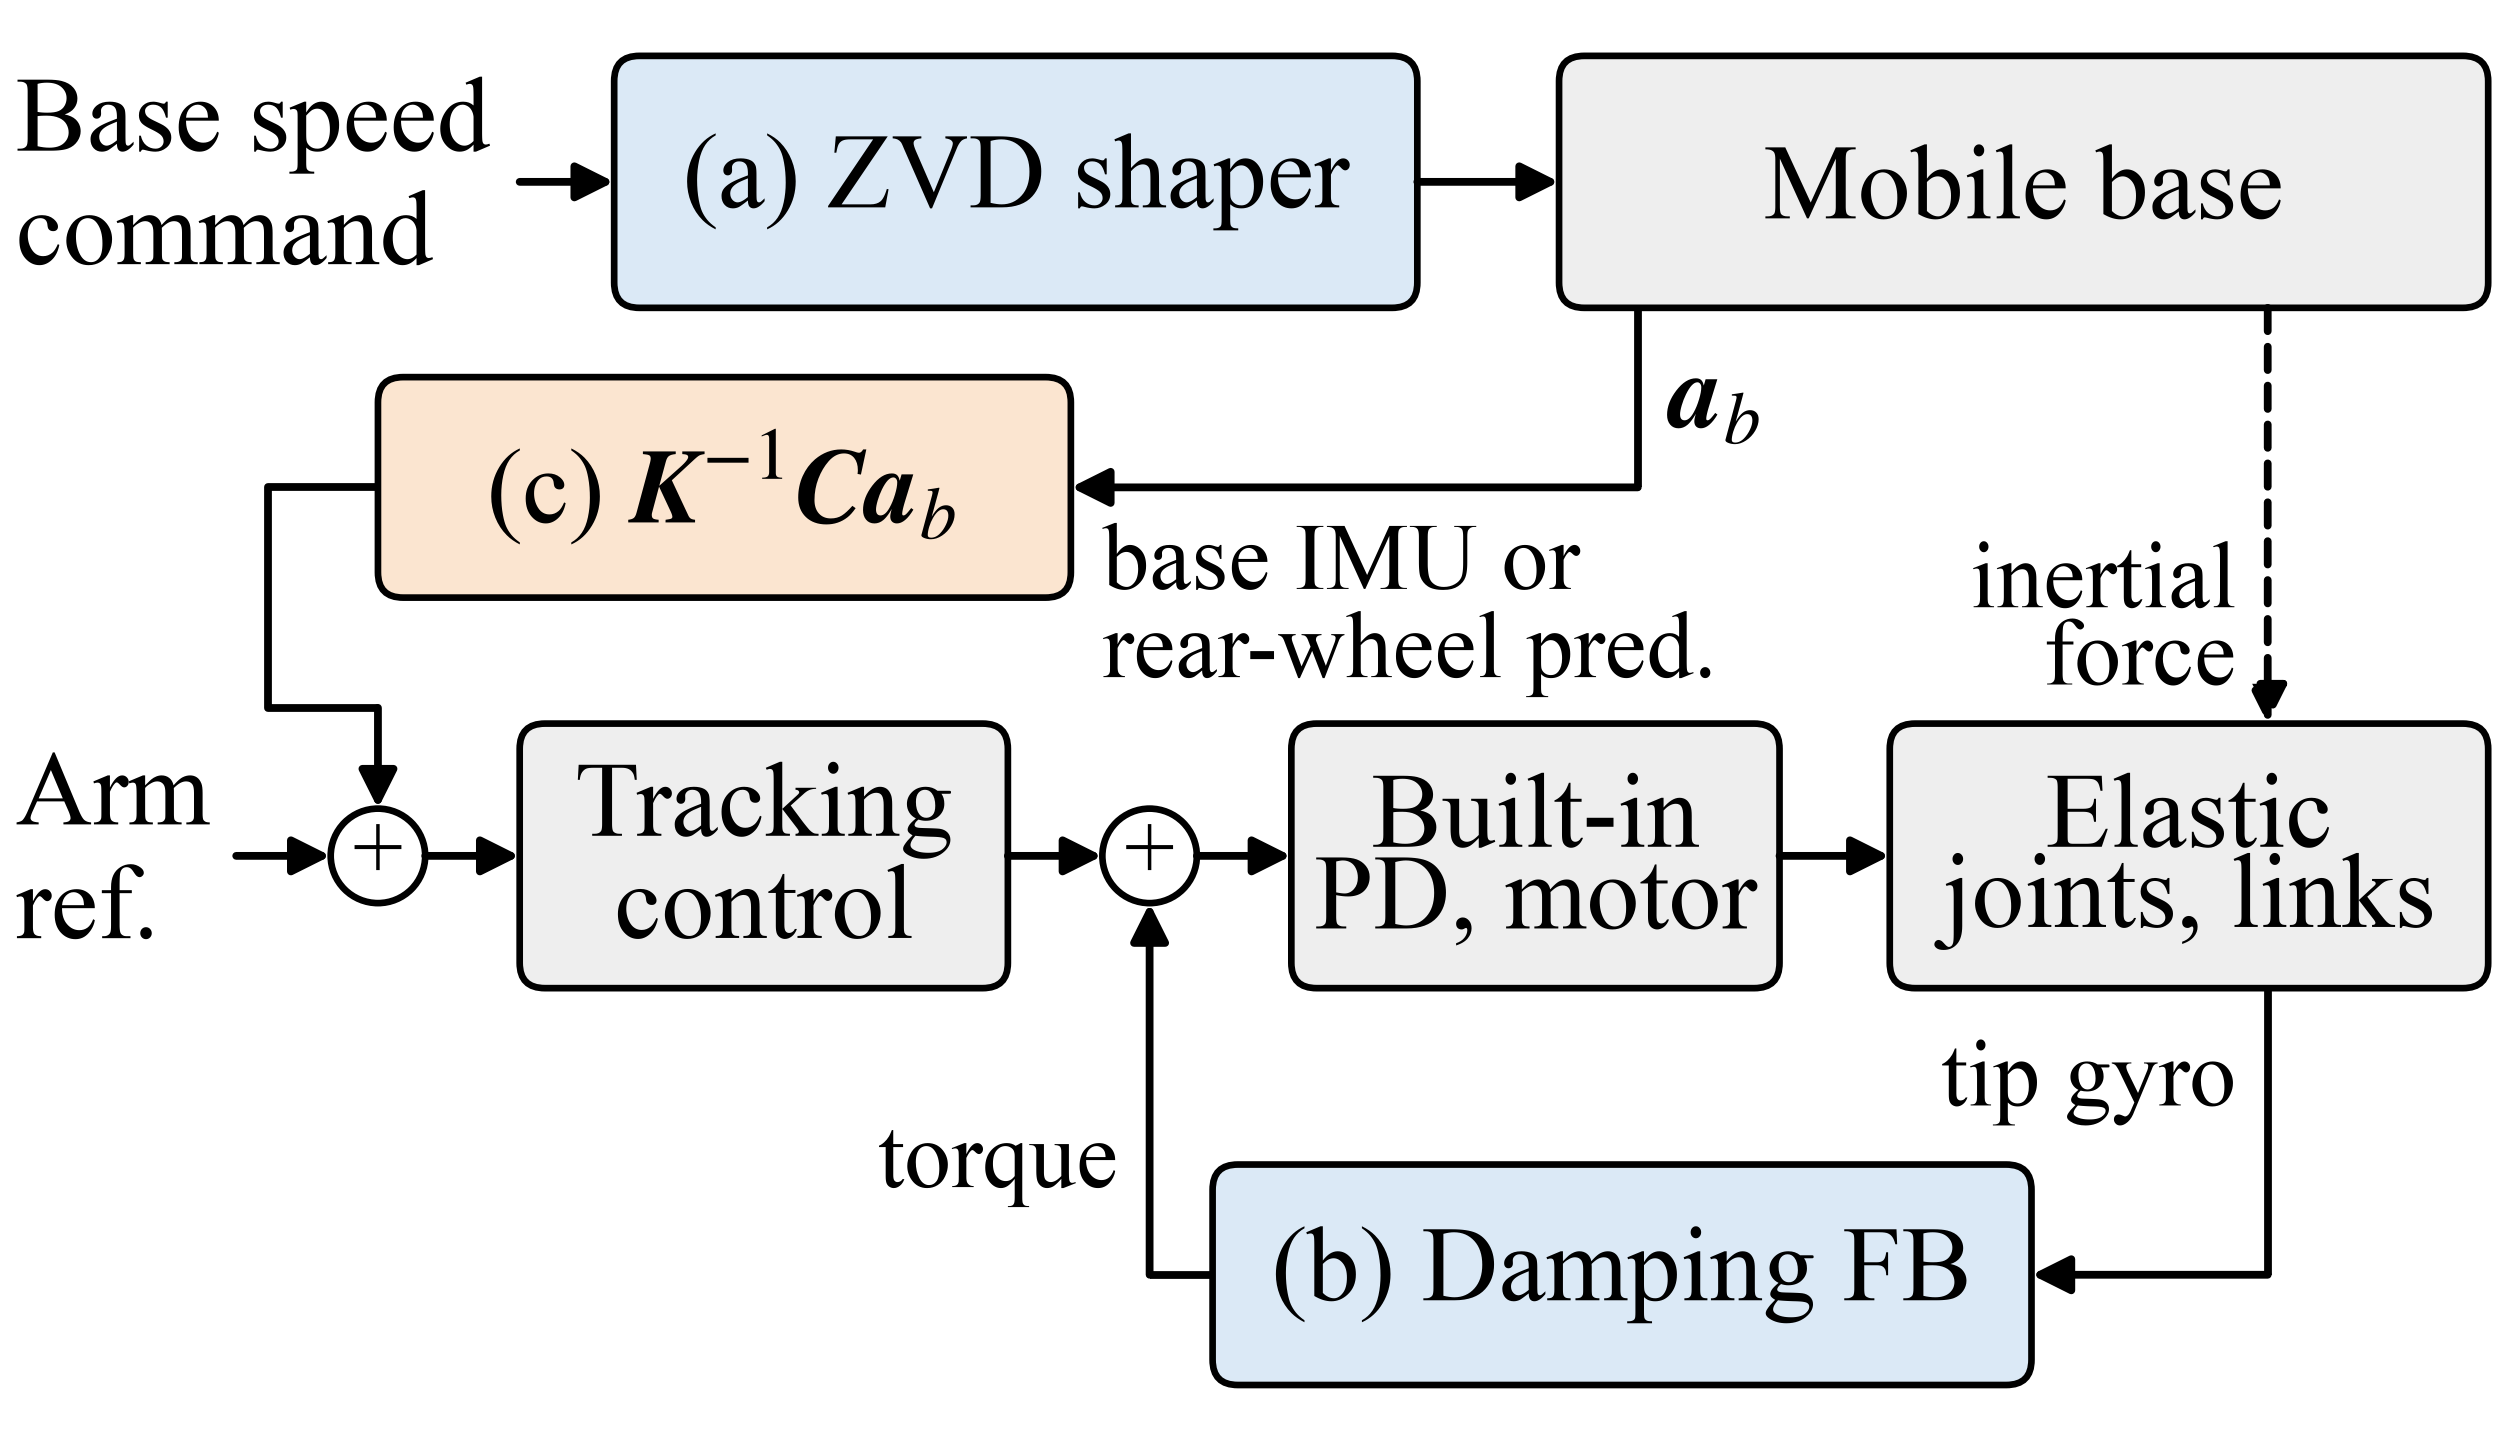 Base speed
command
(a) ZVD shaper
Mobile base
(c) K⁻¹Ca_b
a_b
base IMU or
rear-wheel pred.
inertial
force
Arm
ref.
+
Tracking
control
+
Built-in
PD, motor
Elastic
joints, links
torque
tip gyro
(b) Damping FB